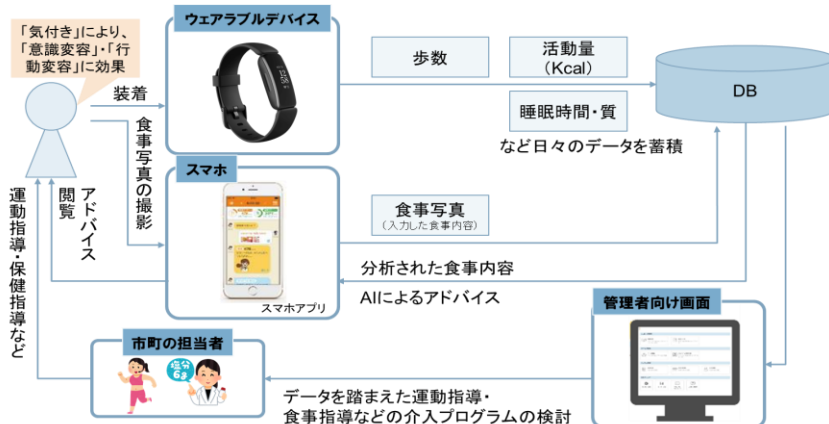 「気付き」により、
「意識変容」・「行
動変容」に効果
ウェアラブルデバイス
装着
歩数
活動量
(Kcal)
睡眠時間・質
など日々のデータを蓄積
DB
食事写真の撮影
スマホ
スマホアプリ
食事写真
(入力した食事内容)
分析された食事内容
AIによるアドバイス
アドバイス
閲覧
運動指導・保健指導など
管理者向け画面
市町の担当者
塩分
6g
データを踏まえた運動指導・
食事指導などの介入プログラムの検討